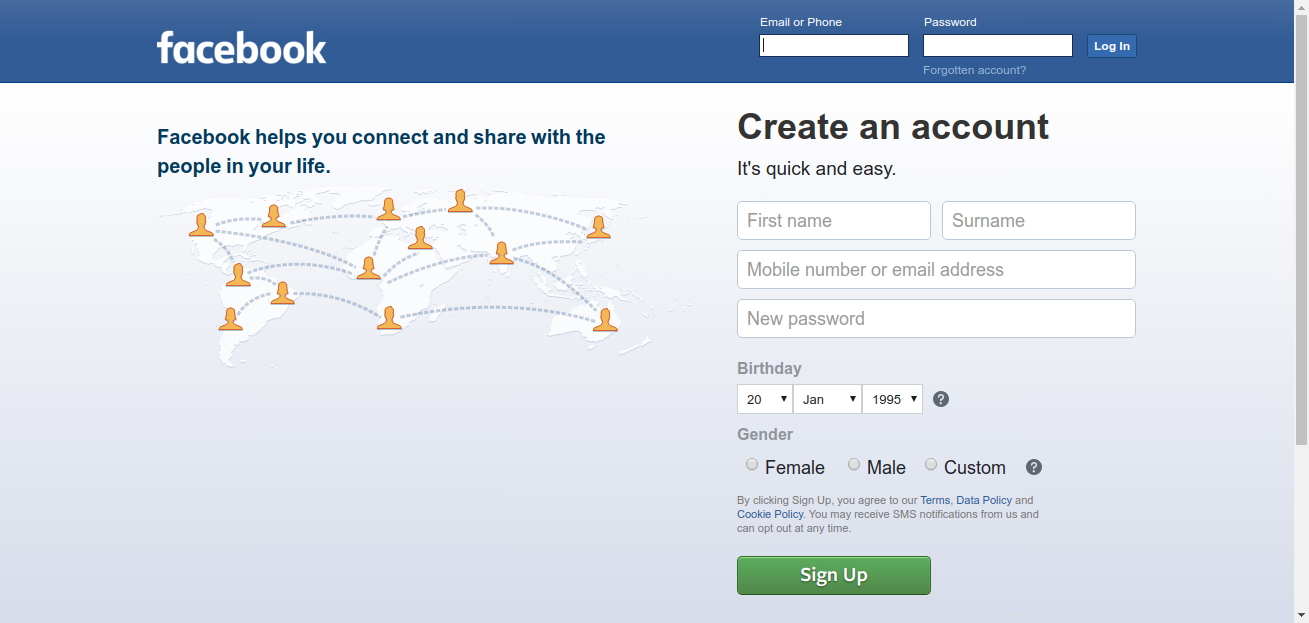 facebook
Email or Phone
Password
Log In
Forgotten account?
Facebook helps you connect and share with the
people in your life.
Create an account
It's quick and easy.
First name
Surname
Mobile number or email address
New password
Birthday
20
Jan
1995
?
Gender
Female
Male
Custom
?
By clicking Sign Up, you agree to our Terms, Data Policy and
Cookie Policy. You may receive SMS notifications from us and
can opt out at any time.
Sign Up